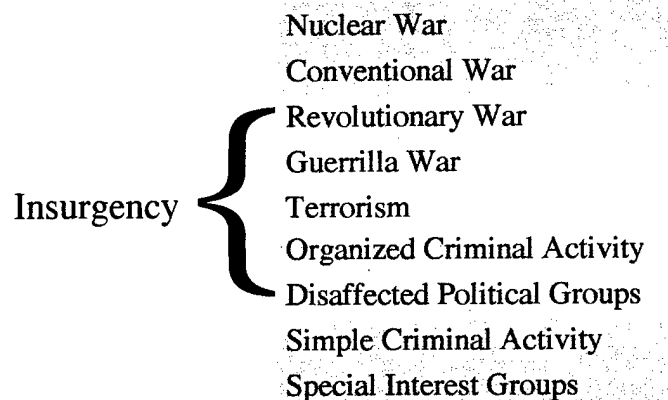 Nuclear War
Conventional War
Revolutionary War
Guerrilla War
Insurgency
Terrorism
Organized Criminal Activity
Disaffected Political Groups
Simple Criminal Activity
Special Interest Groups